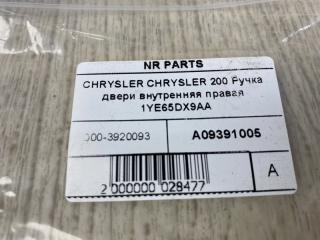 NR PARTS
CHRYSLER CHRYSLER 200 Ручка
двери внутренняя правая
1YE65DX9AA
000-3920093 A09391005
2 000000 028477 A